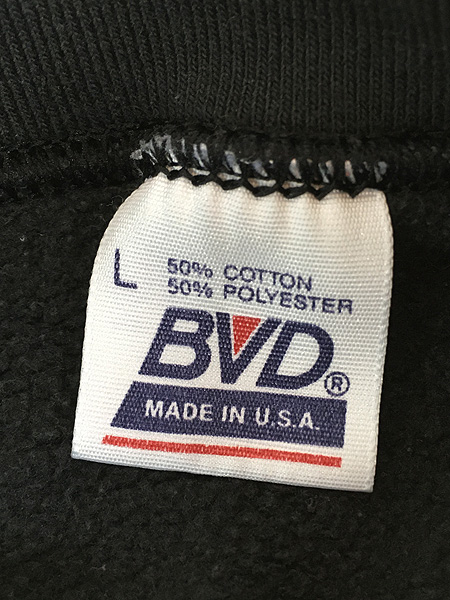 L
50% COTTON
50% POLYESTER
BVD®
MADE IN U.S.A.